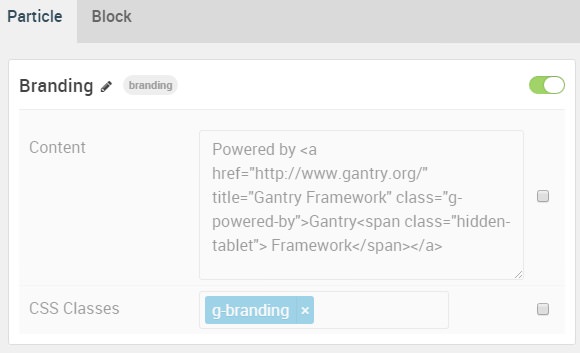 Particle Block
Branding branding
Content
Powered by <a
href="http://www.gantry.org/"
title="Gantry Framework" class="g-
powered-by">Gantry<span class="hidden-
tablet"> Framework</span></a>
CSS Classes
g-branding ×